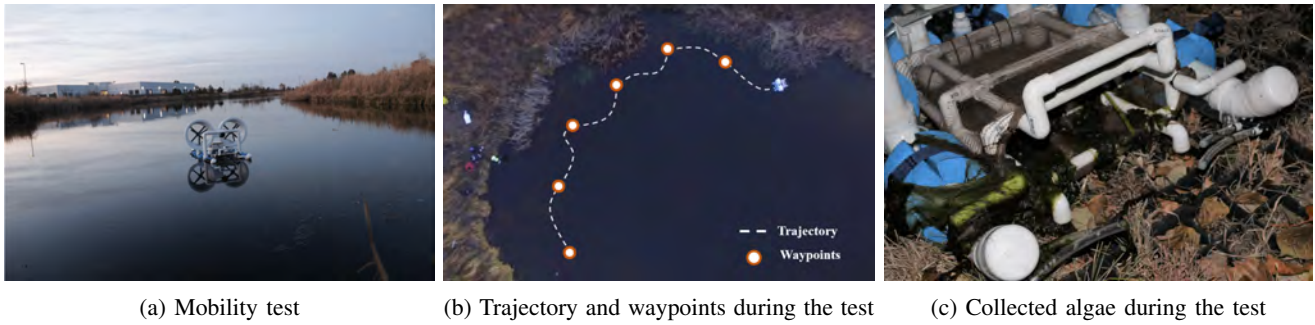 Trajectory
Waypoints
(a) Mobility test
(b) Trajectory and waypoints during the test
(c) Collected algae during the test